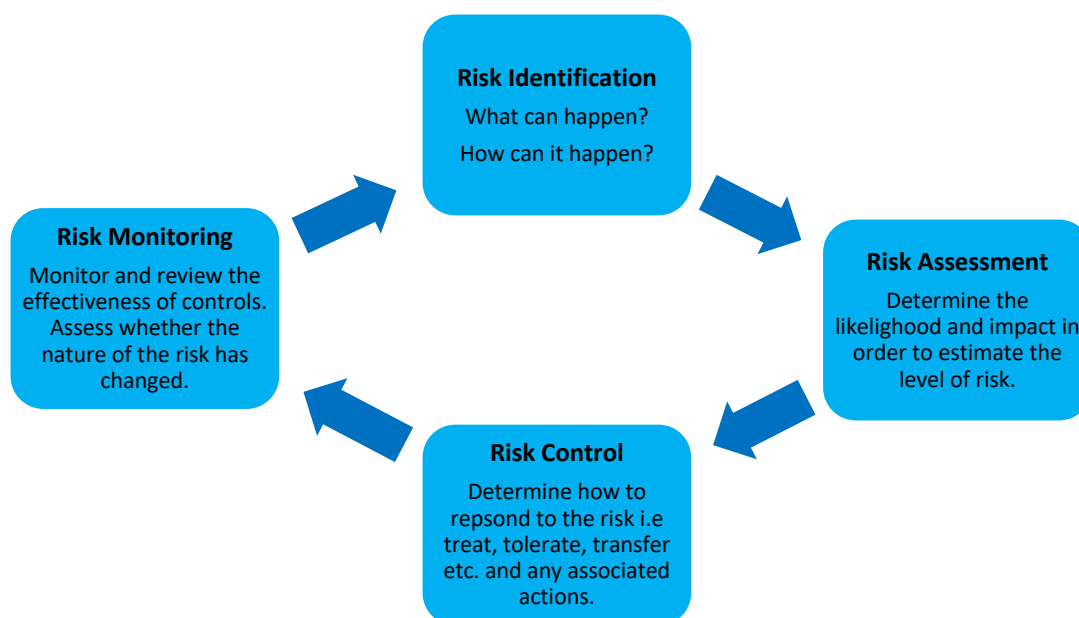 Risk Identification
What can happen?
How can it happen?
Risk Assessment
Determine the
likelighood and impact in
order to estimate the
level of risk.
Risk Control
Determine how to
repsond to the risk i.e
treat, tolerate, transfer
etc. and any associated
actions.
Risk Monitoring
Monitor and review the
effectiveness of controls.
Assess whether the
nature of the risk has
changed.